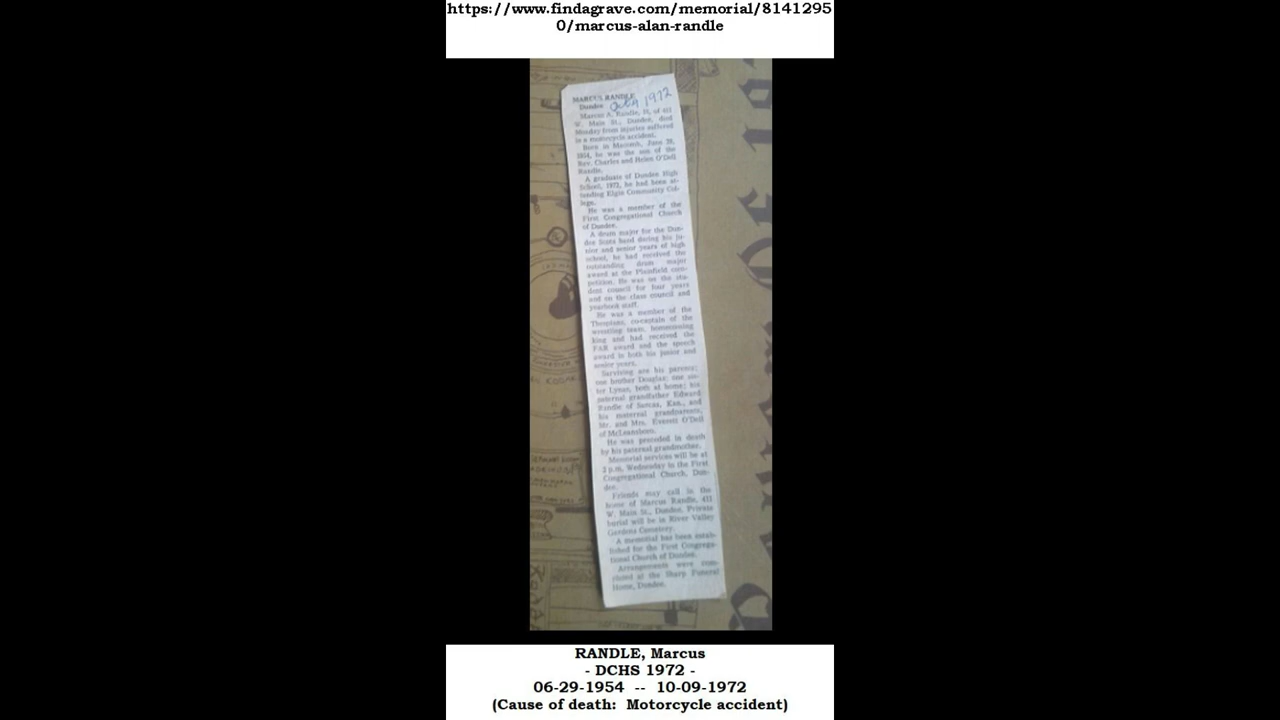 https://www.findagrave.com/memorial/8141295
0/marcus-alan-randle
MARCUS RANDLE
Dundee
1972
Marcus A. Randle, of 411
W. Main St., Dundee, died
Monday from injuries suffered
in a motorcycle accident.
Born in Macomb, June 29,
1954, he was the son of the
Rev. Charles and Helen O'Dell
Randle.
A graduate of Dundee High
School, 1972, he had been at-
tending Elgin Community Col-
lege.
He was a member of the
First Congregational Church
of Dundee.
A drum major for the Dun-
dee Scots band during his ju-
nior and senior years of high
school, he had received the
outstanding drum major
award at the Plainfield com-
petition. He was on the stu-
dent council for four years
and on the class council and
yearbook staff.
He was a member of the
Thespians, co-captain of the
wrestling team, homecoming
king and had received the
award and the speech
award in both his junior and
senior years.
Surviving are his parents;
one brother Douglas; one sis-
ter Lynan, both at home; his
paternal grandfather Edward
Randle of Kan., and
his maternal grandparents,
Mr. and Mrs. Everett O'Dell
of McLeansboro.
He was preceded in death
by his paternal grandmother.
Memorial services will be at
2 p.m. Wednesday in the First
Congregational Church, Dun-
dee.
Friends may call in the
home of Marcus Randle, 411
W. Main St., Dundee. Private
burial will be in River Valley
Gardens Cemetery.
A memorial has been estab-
lished for the First Congrega-
tional Church of Dundee.
Arrangements were com-
pleted at the Sharp Funeral
Home, Dundee.
RANDLE, Marcus
- DCHS 1972 -
06-29-1954 -- 10-09-1972
(Cause of death: Motorcycle accident)